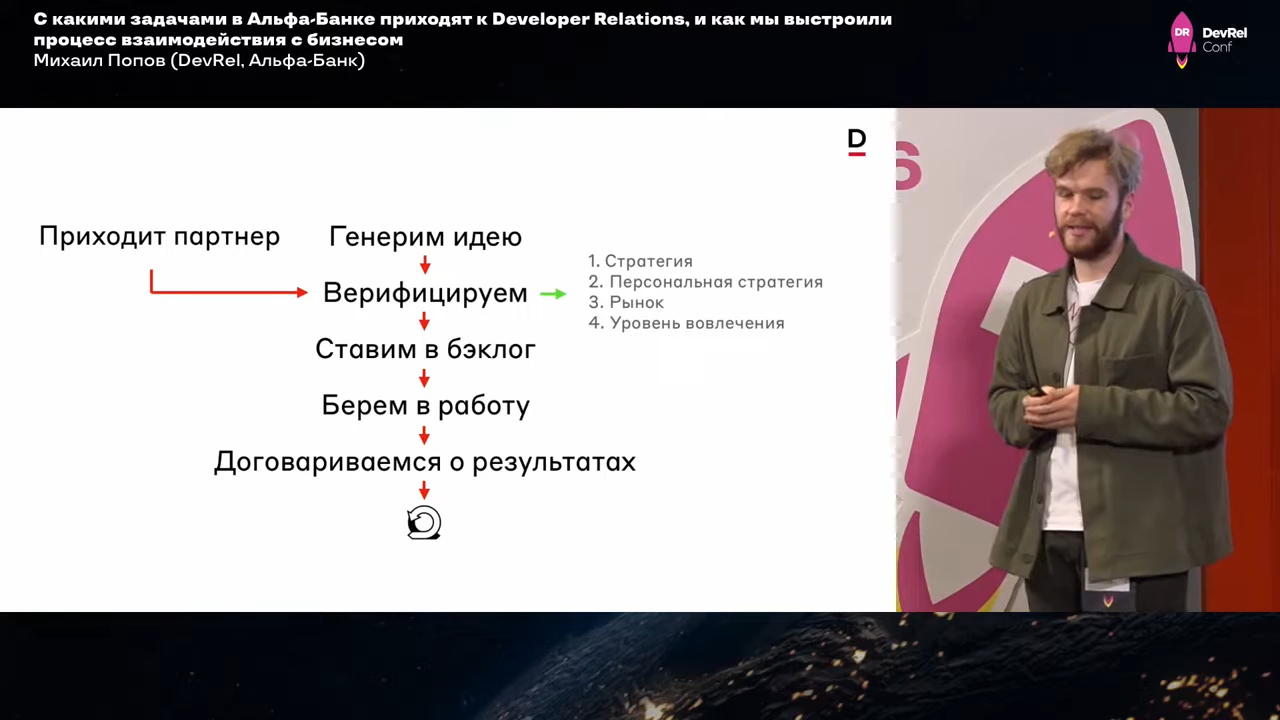 С какими задачами в Альфа-Банке приходят к Developer Relations, и как мы выстроили
процесс взаимодействия с бизнесом
Михаил Попов (DevRel, Альфа-Банк)
DR
DevRel
Conf
D
S
Приходит партнер
Генерим идею
Верифицируем
1. Стратегия
2. Персональная стратегия
3. Рынок
4. Уровень вовлечения
Ставим в бэклог
Берем в работу
Договариваемся о результатах